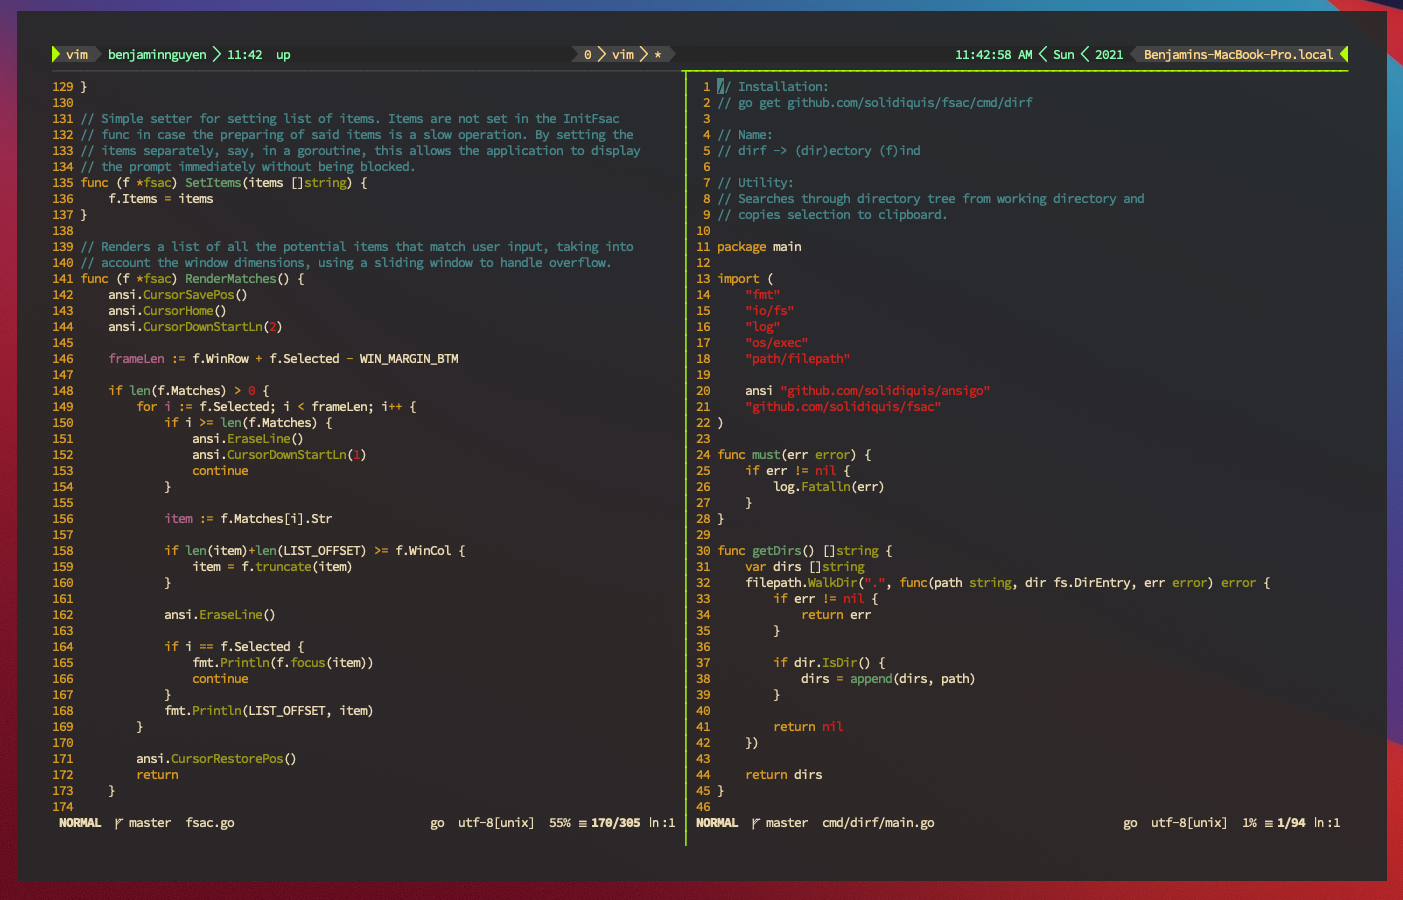 vim benjaminnguyen 11:42 up 0 vim * 11:42:58 AM Sun 2021 Benjamins-MacBook-Pro.local
129 }
130
131 // Simple setter for setting list of items. Items are not set in the InitFsac
132 // func in case the preparing of said items is a slow operation. By setting the
133 // items separately, say, in a goroutine, this allows the application to display
134 // the prompt immediately without being blocked.
135 func (f *fsac) SetItems(items []string) {
136     f.Items = items
137 }
138
139 // Renders a list of all the potential items that match user input, taking into
140 // account the window dimensions, using a sliding window to handle overflow.
141 func (f *fsac) RenderMatches() {
142     ansi.CursorSavePos()
143     ansi.CursorHome()
144     ansi.CursorDownStartLn(2)
145
146     frameLen := f.WinRow + f.Selected - WIN_MARGIN_BTM
147
148     if len(f.Matches) > 0 {
149         for i := f.Selected; i < frameLen; i++ {
150             if i >= len(f.Matches) {
151                 ansi.EraseLine()
152                 ansi.CursorDownStartLn(1)
153                 continue
154             }
155
156             item := f.Matches[i].Str
157
158             if len(item)+len(LIST_OFFSET) >= f.WinCol {
159                 item = f.truncate(item)
160             }
161
162             ansi.EraseLine()
163
164             if i == f.Selected {
165                 fmt.Println(f.focus(item))
166                 continue
167             }
168             fmt.Println(LIST_OFFSET, item)
169         }
170
171         ansi.CursorRestorePos()
172         return
173     }
174
NORMAL master fsac.go go utf-8[unix] 55% ≡ 170/305 ln :1
1 // Installation:
2 // go get github.com/solidiquis/fsac/cmd/dirf
3
4 // Name:
5 // dirf -> (dir)ectory (f)ind
6
7 // Utility:
8 // Searches through directory tree from working directory and
9 // copies selection to clipboard.
10
11 package main
12
13 import (
14     "fmt"
15     "io/fs"
16     "log"
17     "os/exec"
18     "path/filepath"
19
20     ansi "github.com/solidiquis/ansigo"
21     "github.com/solidiquis/fsac"
22 )
23
24 func must(err error) {
25     if err != nil {
26         log.Fatalln(err)
27     }
28 }
29
30 func getDirs() []string {
31     var dirs []string
32     filepath.WalkDir(".", func(path string, dir fs.DirEntry, err error) error {
33         if err != nil {
34             return err
35         }
36
37         if dir.IsDir() {
38             dirs = append(dirs, path)
39         }
40
41         return nil
42     })
43
44     return dirs
45 }
46
NORMAL master cmd/dirf/main.go go utf-8[unix] 1% ≡ 1/94 ln :1